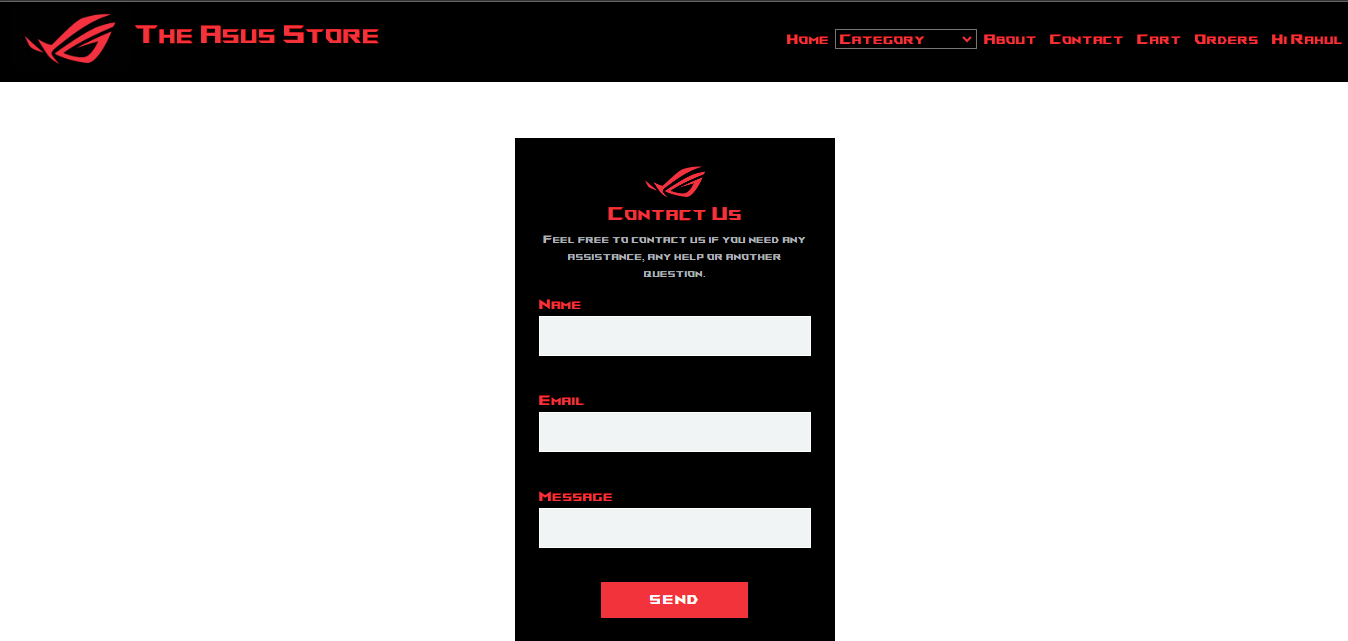 The Asus Store
Home Category About Contact Cart Orders Hi Rahul
Contact Us
Feel free to contact us if you need any
assistance, any help or another
question.
Name
Email
Message
SEND